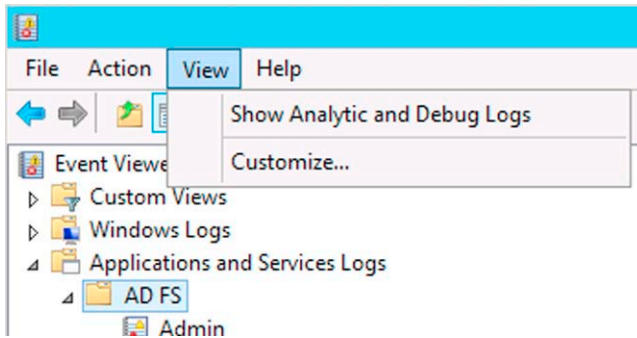 File Action View Help
Show Analytic and Debug Logs
Customize...
Event Viewe
Custom Views
Windows Logs
Applications and Services Logs
AD FS
Admin